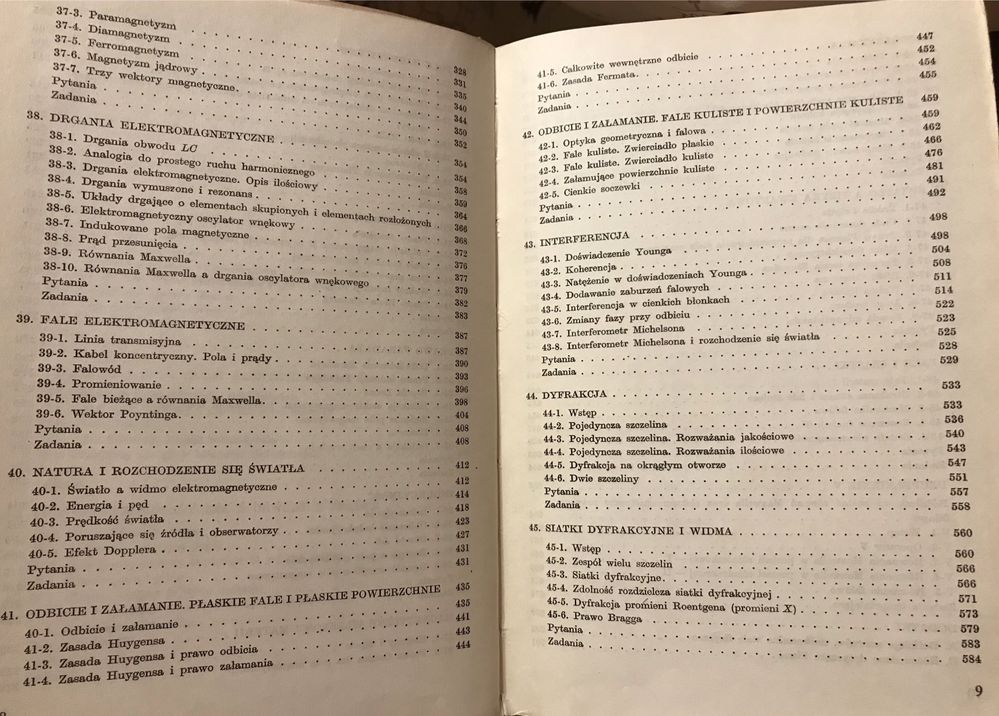 37-3. Paramagnetyzm 328
37-4. Diamagnetyzm 331
37-5. Ferromagnetyzm 335
37-6. Magnetyzm jądrowy 340
37-7. Trzy wektory magnetyczne. 344
Pytania 350
Zadania 352
38. DRGANIA ELEKTROMAGNETYCZNE 354
38-1. Drgania obwodu LC 354
38-2. Analogia do prostego ruchu harmonicznego 358
38-3. Drgania elektromagnetyczne. Opis ilościowy 359
38-4. Drgania wymuszone i rezonans 364
38-5. Układy drgające o elementach skupionych i elementach rozłożonych 366
38-6. Elektromagnetyczny oscylator wnękowy 368
38-7. Indukowane pola magnetyczne 372
38-8. Prąd przesunięcia 376
38-9. Równania Maxwella 377
38-10. Równania Maxwella a drgania oscylatora wnękowego 379
Pytania 382
Zadania 383
39. FALE ELEKTROMAGNETYCZNE 387
39-1. Linia transmisyjna 387
39-2. Kabel koncentryczny. Pola i prądy 390
39-3. Falowód 393
39-4. Promieniowanie 396
39-5. Fale bieżące a równania Maxwella 398
39-6. Wektor Poyntinga 404
Pytania 408
Zadania 408
40. NATURA I ROZCHODZENIE SIĘ ŚWIATŁA 412
40-1. Światło a widmo elektromagnetyczne 412
40-2. Energia i pęd 414
40-3. Prędkość światła 418
40-4. Poruszające się źródła i obserwatorzy 423
40-5. Efekt Dopplera 427
Pytania 431
Zadania 431
41. ODBICIE I ZAŁAMANIE. PŁASKIE FALE I PŁASKIE POWIERZCHNIE 435
40-1. Odbicie i załamanie 435
41-2. Zasada Huygensa 441
41-3. Zasada Huygensa i prawo odbicia 443
41-4. Zasada Huygensa i prawo załamania 444
41-5. Całkowite wewnętrzne odbicie 447
41-6. Zasada Fermata 452
Pytania 454
Zadania 455
42. ODBICIE I ZAŁAMANIE. FALE KULISTE I POWIERZCHNIE KULISTE 459
42-1. Optyka geometryczna i falowa 459
42-2. Fale kuliste. Zwierciadło płaskie 462
42-3. Fale kuliste. Zwierciadło kuliste 466
42-4. Załamujące powierzchnie kuliste 476
42-5. Cienkie soczewki 481
Pytania 491
Zadania 492
43. INTERFERENCJA 498
43-1. Doświadczenie Younga 498
43-2. Koherencja 504
43-3. Natężenie w doświadczeniach Younga 508
43-4. Dodawanie zaburzeń falowych 511
43-5. Interferencja w cienkich błonkach 514
43-6. Zmiany fazy przy odbiciu 522
43-7. Interferometr Michelsona 523
43-8. Interferometr Michelsona i rozchodzenie się światła 525
Pytania 528
Zadania 529
44. DYFRAKCJA 533
44-1. Wstęp 533
44-2. Pojedyncza szczelina 536
44-3. Pojedyncza szczelina. Rozważania jakościowe 540
44-4. Pojedyncza szczelina. Rozważania ilościowe 543
44-5. Dyfrakcja na okrągłym otworze 547
44-6. Dwie szczeliny 551
Pytania 557
Zadania 558
45. SIATKI DYFRAKCYJNE I WIDMA 560
45-1. Wstęp 560
45-2. Zespół wielu szczelin 566
45-3. Siatki dyfrakcyjne 566
45-4. Zdolność rozdzielcza siatki dyfrakcyjnej 571
45-5. Dyfrakcja promieni Roentgena (promieni X) 573
45-6. Prawo Bragga 579
Pytania 583
Zadania 584
9